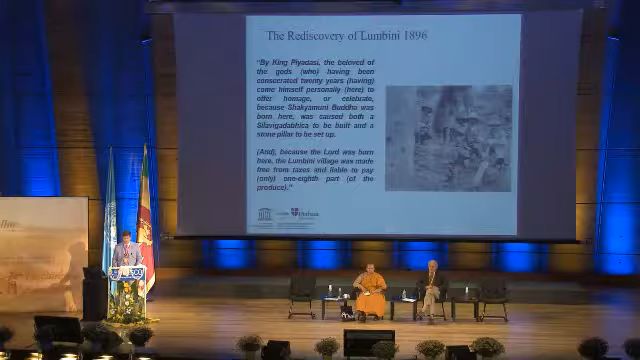 The Rediscovery of Lumbini 1896
"By King Piyadasi, the beloved of
the gods (who) having been
consecrated twenty years (having)
come himself personally (here) to
offer homage, or celebrate,
because Shakyamuni Buddha was
born here, was caused both a
Silavigadabhica to be built and a
stone pillar to be set up.
(And), because the Lord was born
here, the Lumbini village was made
free from taxes and liable to pay
(only) one-eighth part (of the
produce)."
Durham